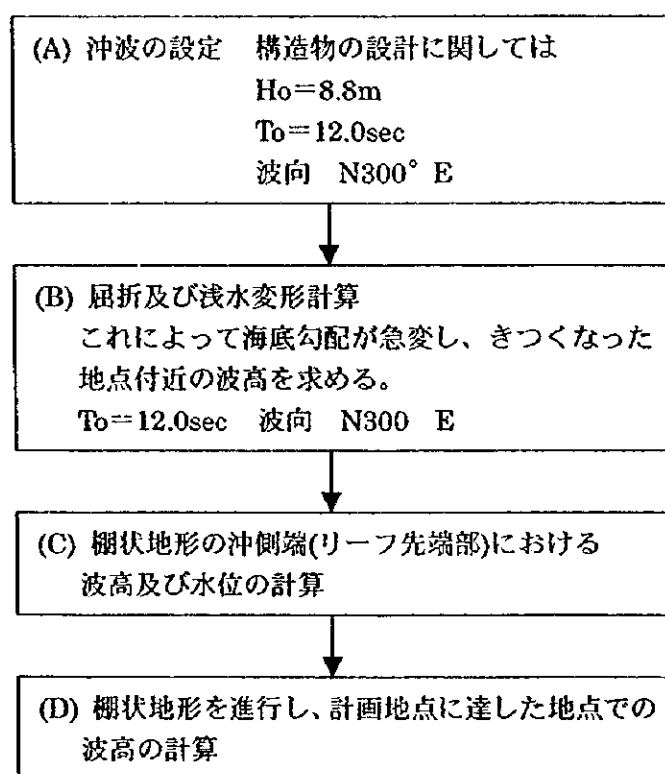 (A) 沖波の設定　構造物の設計に関しては
Ho＝8.8m
To＝12.0sec
波向　N300° E
(B) 屈折及び浅水変形計算
これによって海底勾配が急変し、きつくなった
地点付近の波高を求める。
To＝12.0sec　波向　N300　E
(C) 棚状地形の沖側端(リーフ先端部)における
波高及び水位の計算
(D) 棚状地形を進行し、計画地点に達した地点での
波高の計算